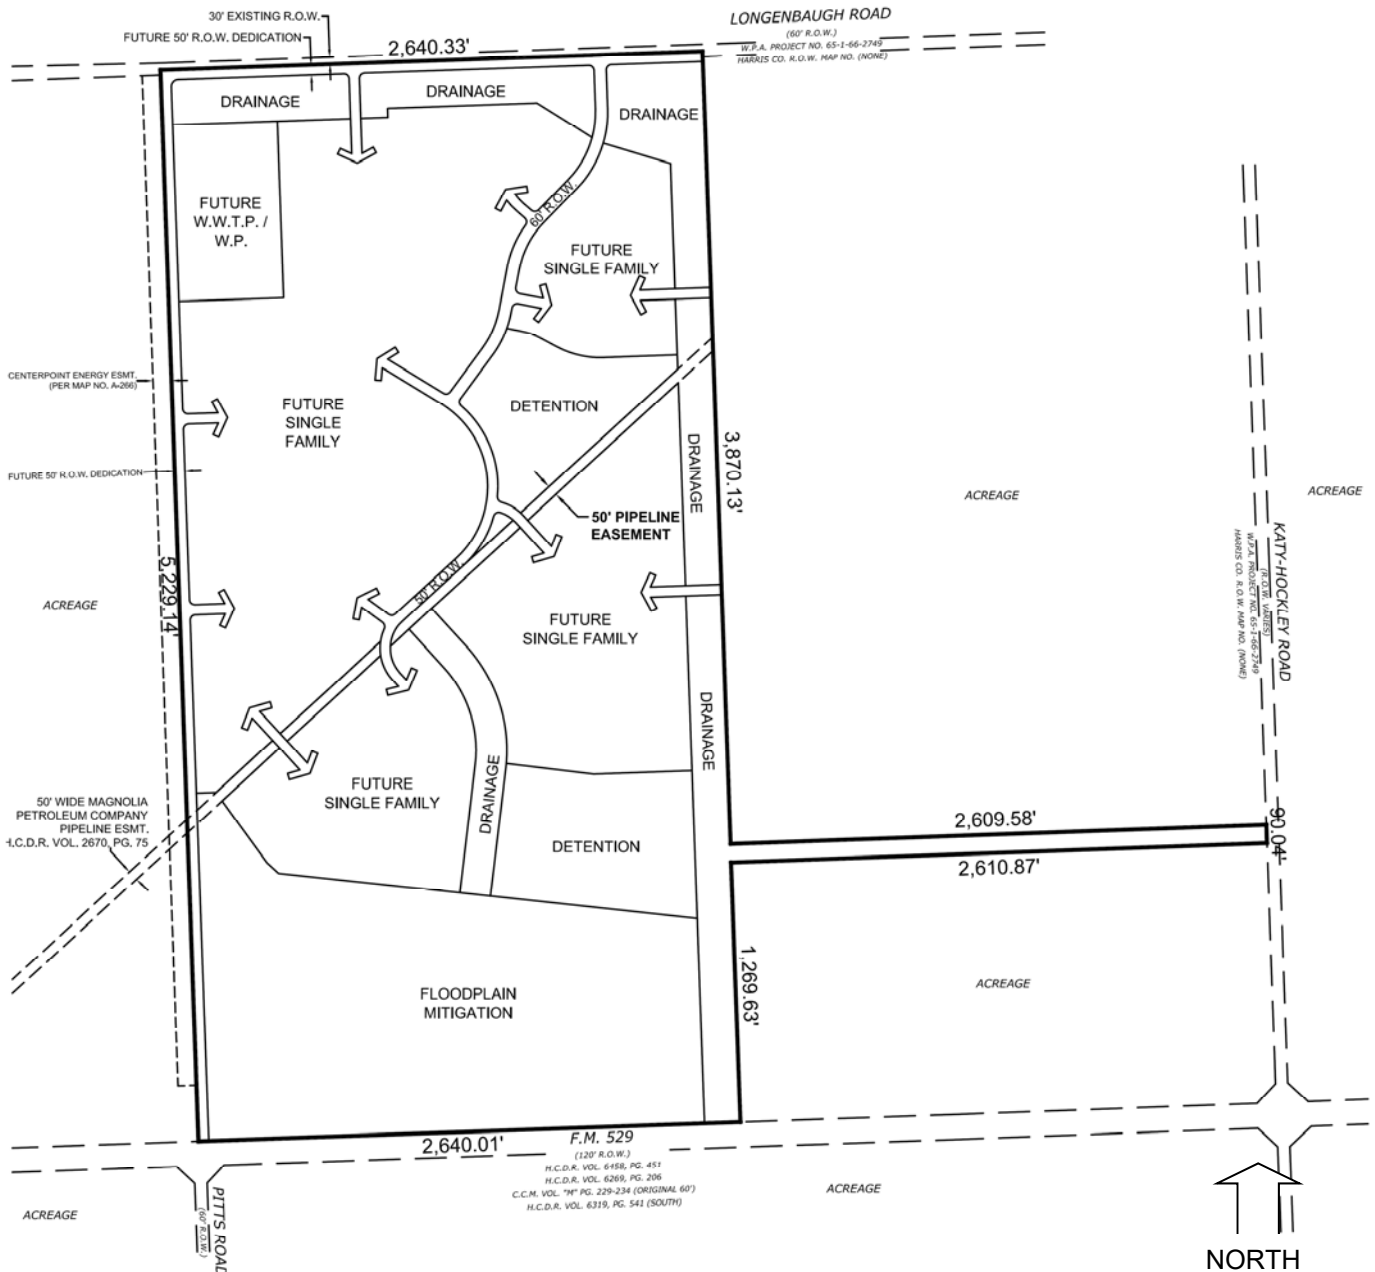 30' EXISTING R.O.W.
FUTURE 50' R.O.W. DEDICATION
2,640.33'
LONGENBAUGH ROAD
(60' R.O.W.)
W.P.A. PROJECT NO. 65-1-66-2749
HARRIS CO. R.O.W. MAP NO. (NONE)
DRAINAGE
DRAINAGE
DRAINAGE
FUTURE
W.W.T.P. /
W.P.
60' R.O.W.
FUTURE
SINGLE FAMILY
CENTERPOINT ENERGY ESMT.
(PER MAP NO. A-266)
FUTURE
SINGLE
FAMILY
DETENTION
DRAINAGE
3,870.13'
FUTURE 50' R.O.W. DEDICATION
50' PIPELINE
EASEMENT
ACREAGE
ACREAGE
KATY-HOCKLEY ROAD
(R.O.W. VARIES)
W.P.A. PROJECT NO. 65-1-66-2749
HARRIS CO. R.O.W. MAP NO. (NONE)
5,229.14'
ACREAGE
50' R.O.W.
FUTURE
SINGLE FAMILY
DRAINAGE
FUTURE
SINGLE FAMILY
DRAINAGE
50' WIDE MAGNOLIA
PETROLEUM COMPANY
PIPELINE ESMT.
H.C.D.R. VOL. 2670, PG. 75
DETENTION
2,609.58'
90.04'
2,610.87'
1,269.63'
ACREAGE
FLOODPLAIN
MITIGATION
2,640.01'
F.M. 529
(120' R.O.W.)
H.C.D.R. VOL. 6458, PG. 451
H.C.D.R. VOL. 6269, PG. 206
C.C.M. VOL. "M" PG. 229-234 (ORIGINAL 60')
H.C.D.R. VOL. 6319, PG. 541 (SOUTH)
ACREAGE
ACREAGE
PITTS ROAD
(60' R.O.W.)
NORTH